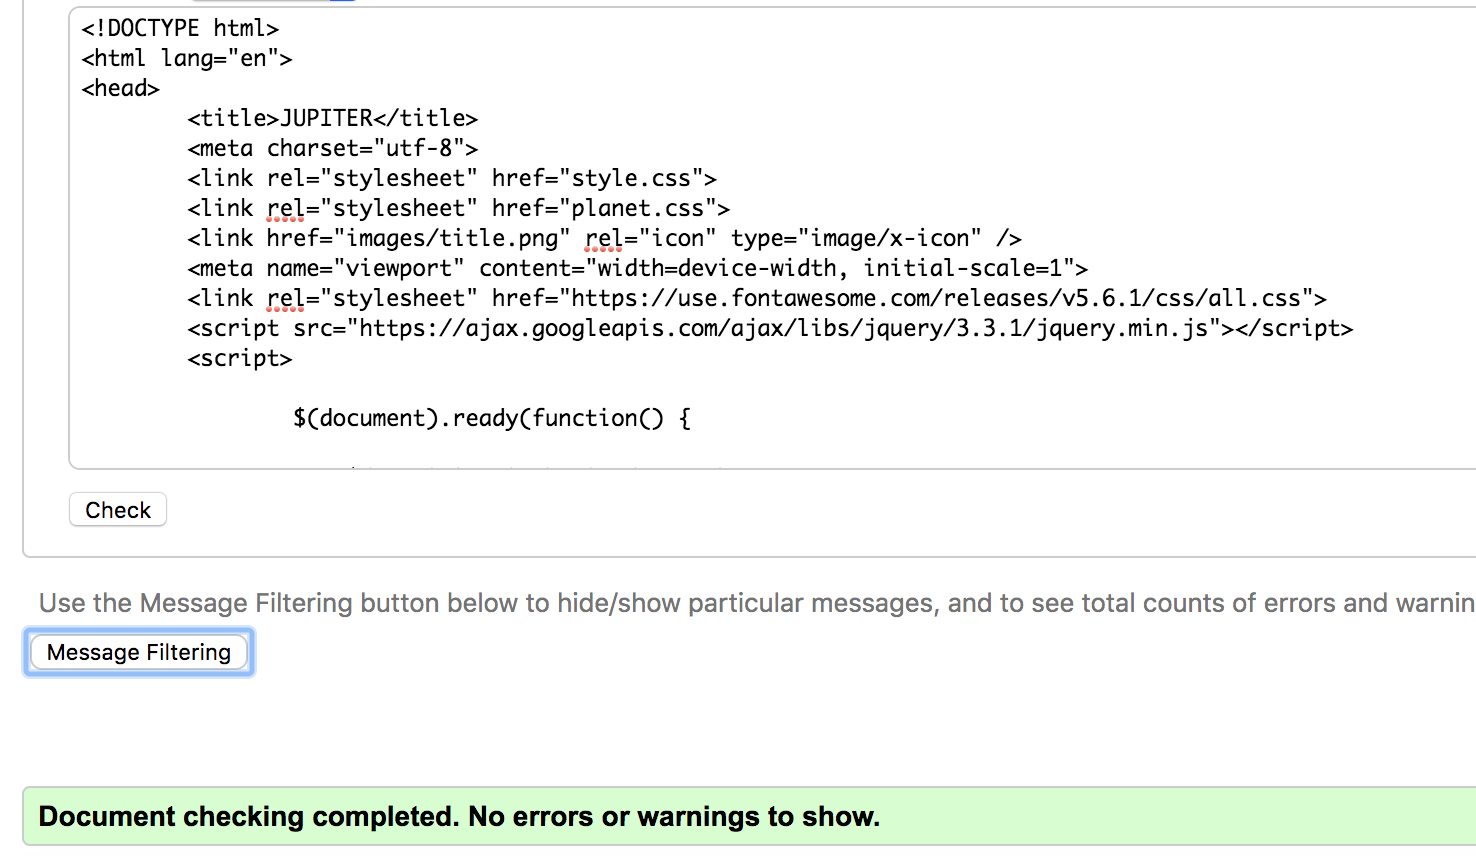 <!DOCTYPE html>
<html lang="en">
<head>
<title>JUPITER</title>
<meta charset="utf-8">
<link rel="stylesheet" href="style.css">
<link rel="stylesheet" href="planet.css">
<link href="images/title.png" rel="icon" type="image/x-icon" />
<meta name="viewport" content="width=device-width, initial-scale=1">
<link rel="stylesheet" href="https://use.fontawesome.com/releases/v5.6.1/css/all.css">
<script src="https://ajax.googleapis.com/ajax/libs/jquery/3.3.1/jquery.min.js"></script>
<script>
$(document).ready(function() {
Check
Use the Message Filtering button below to hide/show particular messages, and to see total counts of errors and warnin
Message Filtering
Document checking completed. No errors or warnings to show.